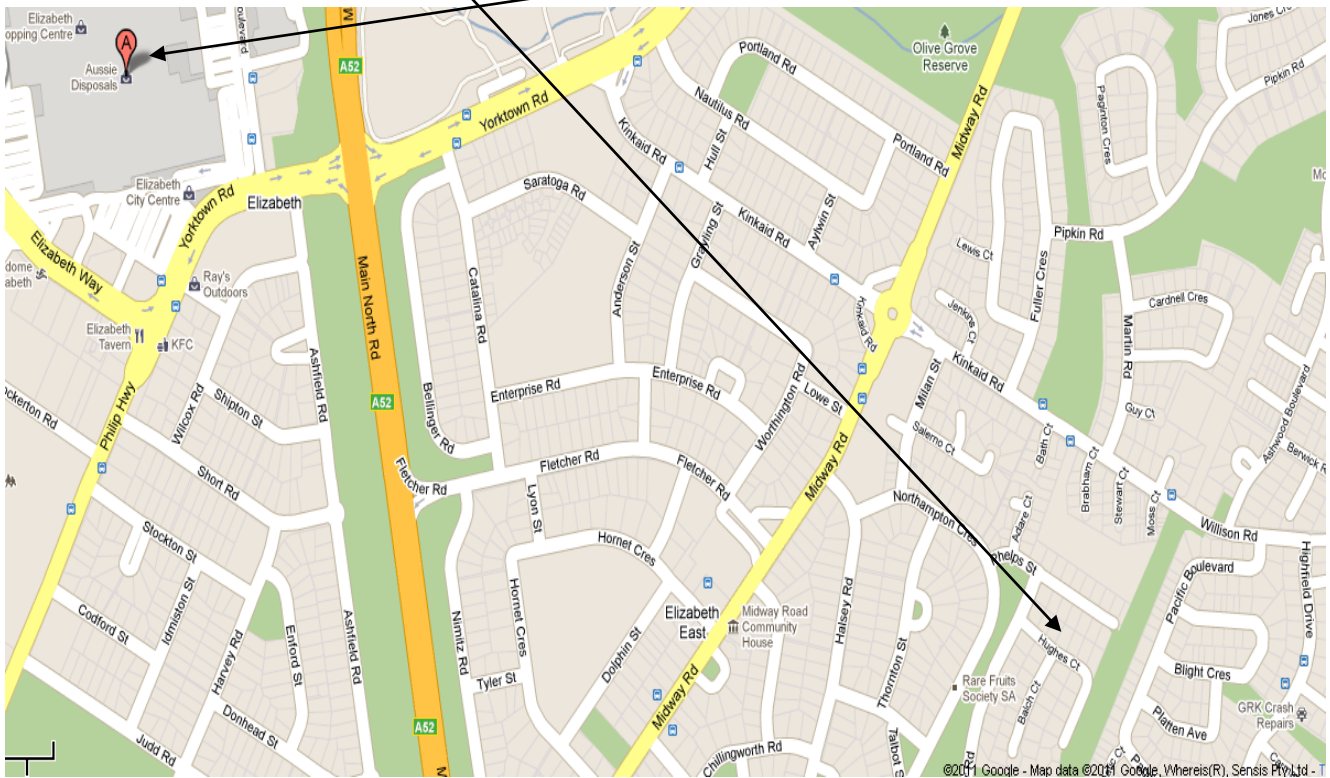 Elizabeth
opping Centre
A
Aussie
Disposals
oulevard
A52
Yorktown Rd
Portland Rd
Olive Grove
Reserve
Midway Rd
Jones Cre
Pipkin Rd
Paginton Cres
Nautilus Rd
Hull St
Kinkaid Rd
Portland Rd
Elizabeth
City Centre
Yorktown Rd
Elizabeth
Saratoga Rd
Grayling St
Kinkaid Rd
Aylwin St
Lewis Ct
Pipkin Rd
Mo
Elizabeth Way
dome
abeth
Ray's
Outdoors
Main North Rd
Catalina Rd
Anderson St
Kinkaid Rd
Jenkins Ct
Fuller Cres
Cardnell Cres
Martin Rd
Elizabeth
Tavern
KFC
Ashfield Rd
Bellinger Rd
Enterprise Rd
Enterprise Rd
Worthington Rd
Lowe St
Milan St
Kinkaid Rd
A52
Philip Hwy
Wilcox Rd
Shipton St
ockerton Rd
Short Rd
Fletcher Rd
Fletcher Rd
Fletcher Rd
Midway Rd
Salerno Ct
Bath Ct
Guy Ct
Brabham Ct
Stewart Ct
Moss Ct
Ashwood Boulevard
Berwick R
Stockton St
Lyon St
Northampton Cres
Adare Ct
Willison Rd
Hornet Cres
Phelps St
Pacific Boulevard
Highfield Drive
Codford St
Idmiston St
Harvey Rd
Enford St
Ashfield Rd
Nimitz Rd
Hornet Cres
Dolphin St
Elizabeth
East
Midway Road
Community
House
Halsey Rd
Thornton St
Hughes Ct
Tyler St
Midway Rd
Rare Fruits
Society SA
Balch Ct
Blight Cres
Platten Ave
GRK Crash
Repairs
Donhead St
Judd Rd
A52
M
Chillingworth Rd
Talbot S
Rd
©2011 Google - Map data ©2011 Google, Whereis(R), Sensis Pty Ltd - T